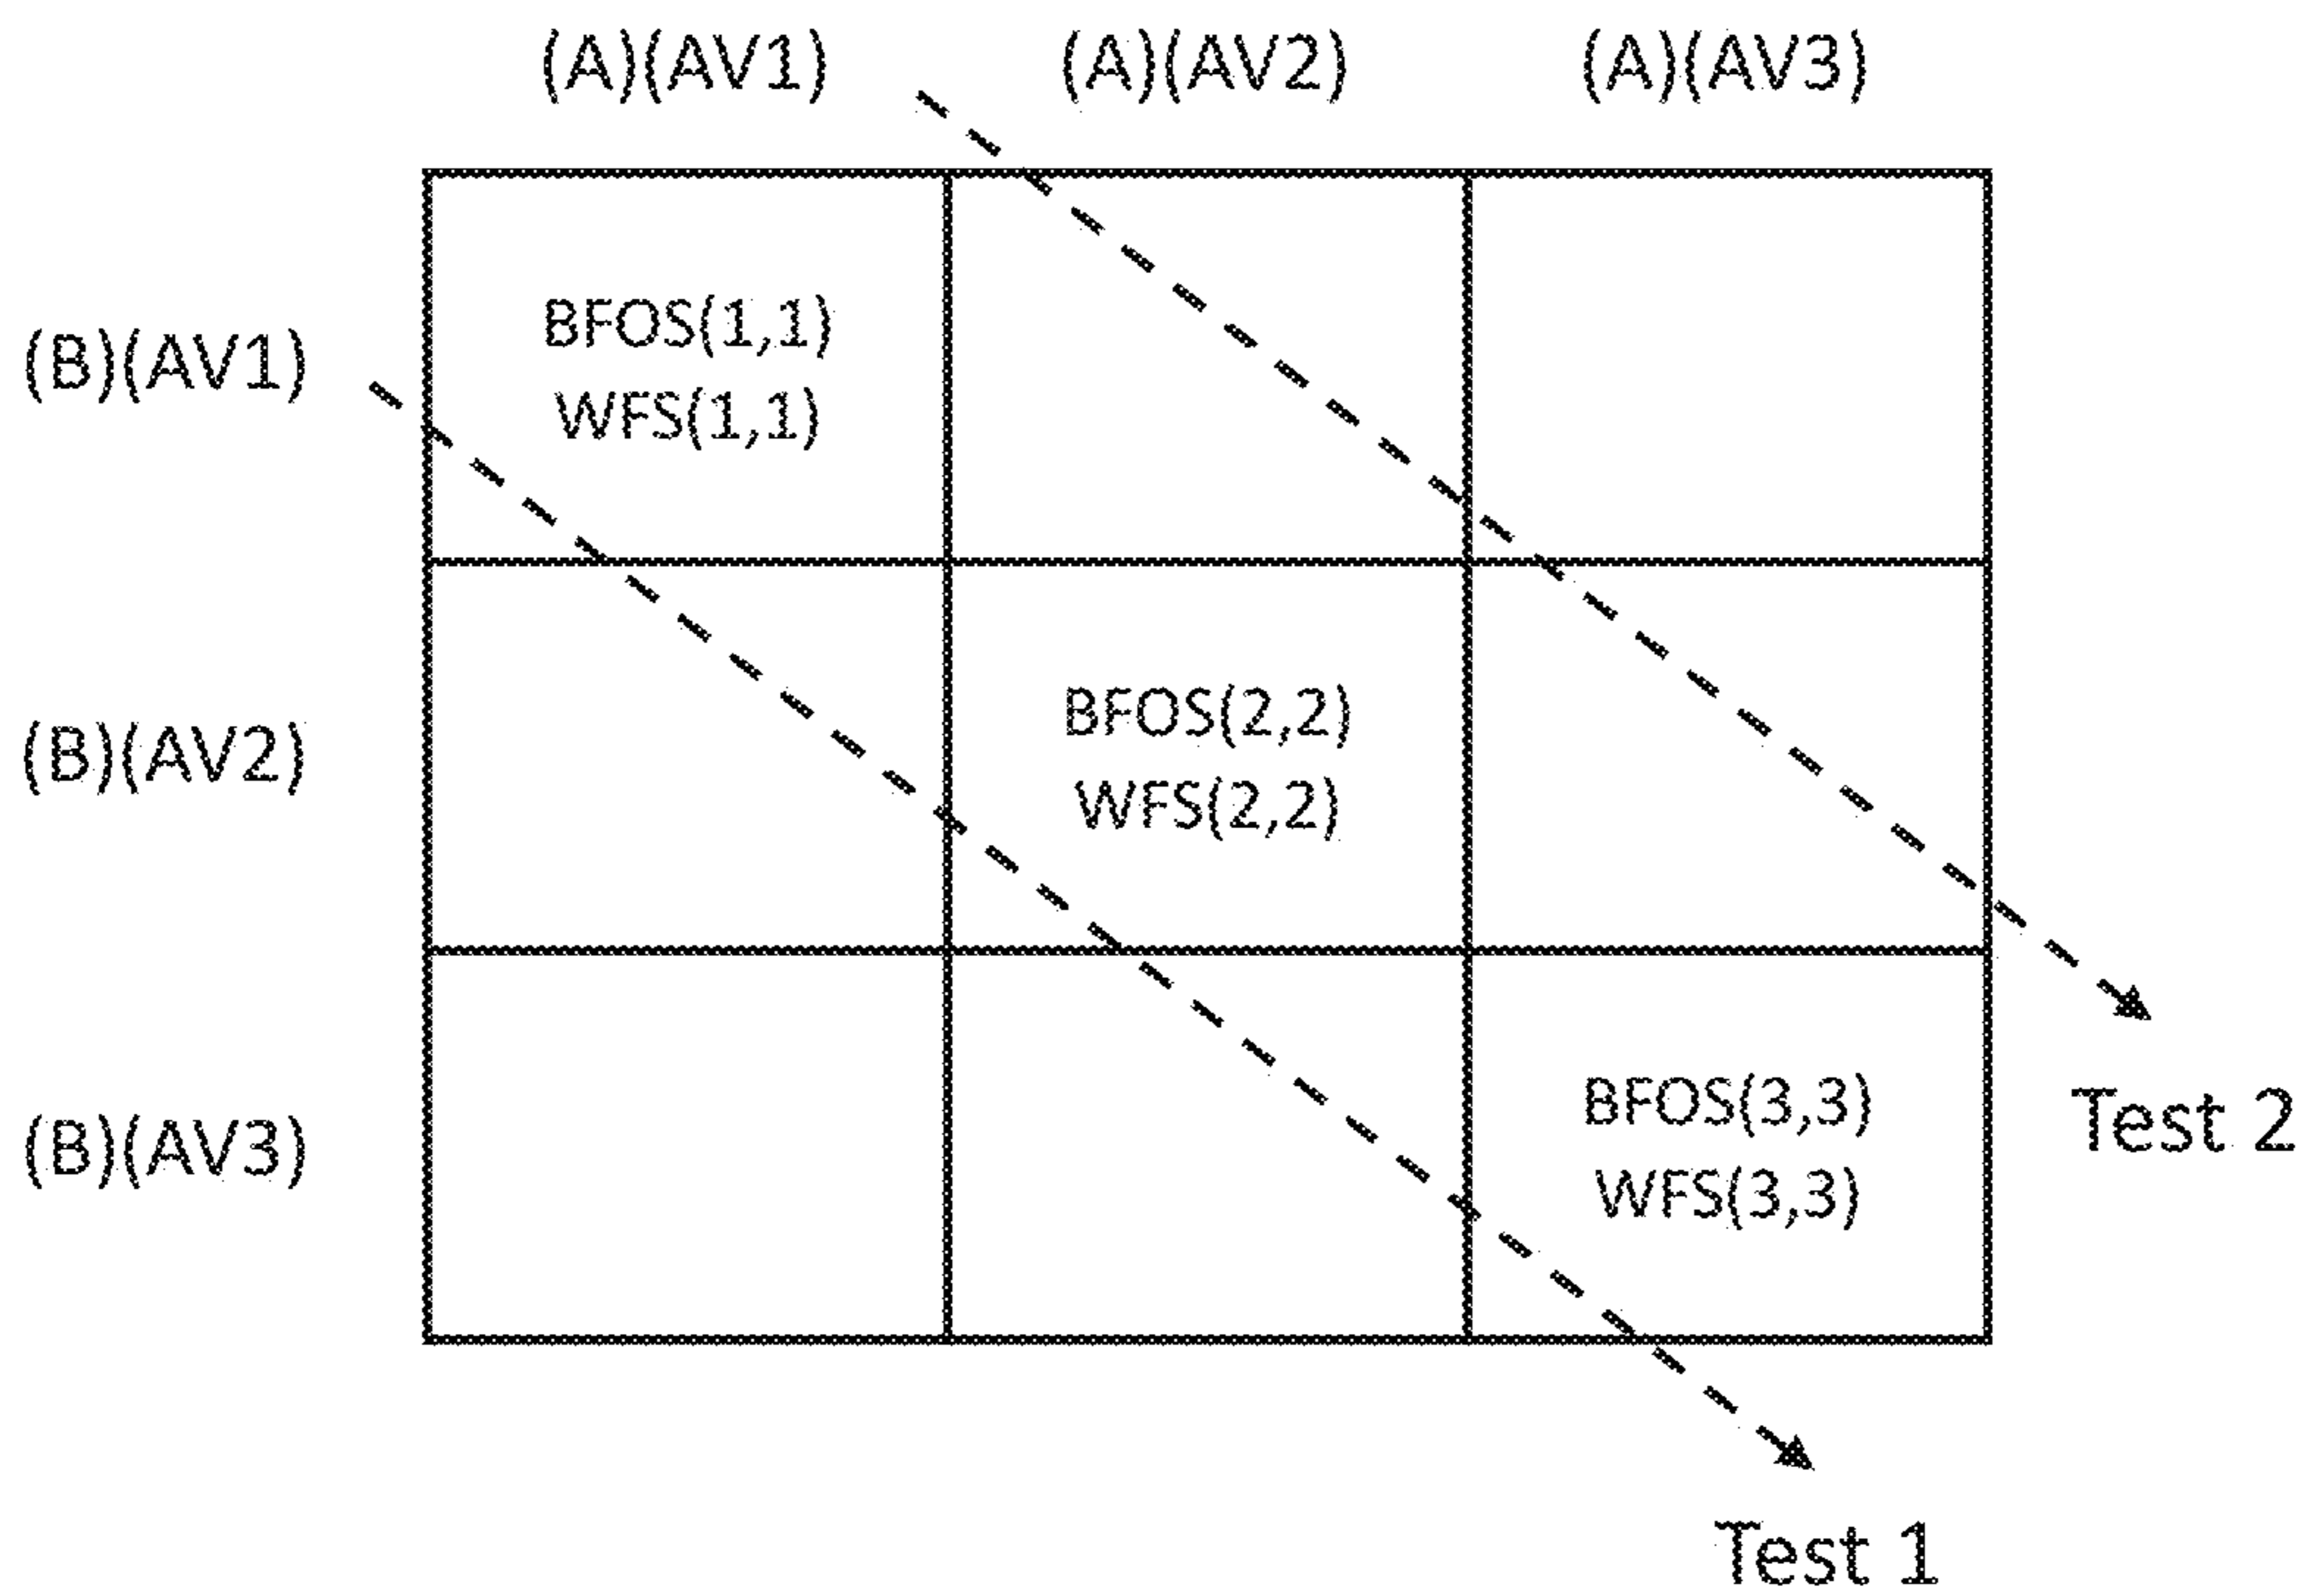 (A)(AV1) (A)(AV2) (A)(AV3)
(B)(AV1)
BFOS(1,1)
WFS(1,1)
(B)(AV2)
BFOS(2,2)
WFS(2,2)
(B)(AV3)
BFOS(3,3)
WFS(3,3)
Test 2
Test 1